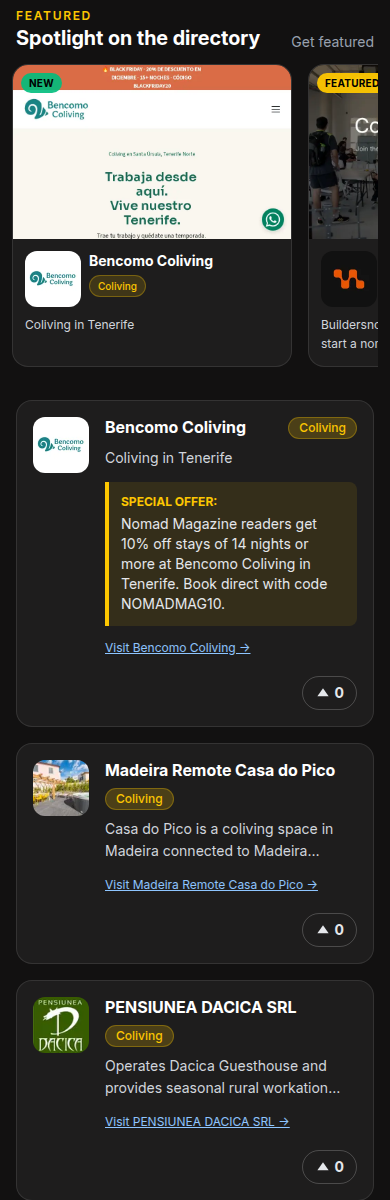 FEATURED
Spotlight on the directory
Get featured
NEW
🔥 BLACK FRIDAY · 20% DE DESCUENTO EN
DICIEMBRE · 15+ NOCHES · CÓDIGO
BLACKFRIDAY20
Bencomo
Coliving
Coliving en Santa Úrsula, Tenerife Norte
Trabaja desde
aquí.
Vive nuestro
Tenerife.
Trae tu trabajo y quédate una temporada.
Bencomo
Coliving
Bencomo Coliving
Coliving
Coliving in Tenerife
FEATURED
Co
Join the
Buildersno
start a nor
Bencomo
Coliving
Bencomo Coliving
Coliving
Coliving in Tenerife
SPECIAL OFFER:
Nomad Magazine readers get
10% off stays of 14 nights or
more at Bencomo Coliving in
Tenerife. Book direct with code
NOMADMAG10.
Visit Bencomo Coliving →
▲ 0
Madeira Remote Casa do Pico
Coliving
Casa do Pico is a coliving space in
Madeira connected to Madeira...
Visit Madeira Remote Casa do Pico →
▲ 0
PENSIUNEA
DACICA
PENSIUNEA DACICA SRL
Coliving
Operates Dacica Guesthouse and
provides seasonal rural workation...
Visit PENSIUNEA DACICA SRL →
▲ 0